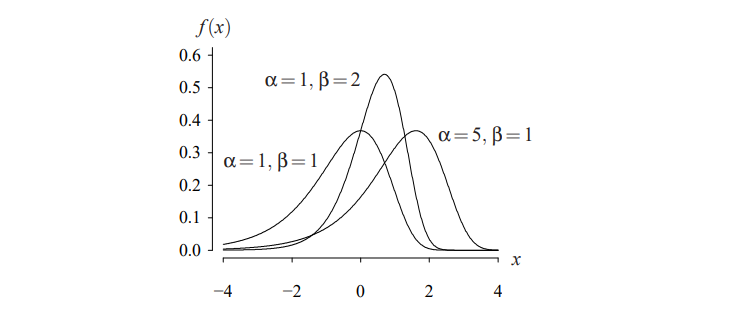 f(x)
0.6
α = 1, β = 2
0.5
0.4
α = 5, β = 1
0.3
α = 1, β = 1
0.2
0.1
0.0
x
−4 −2 0 2 4